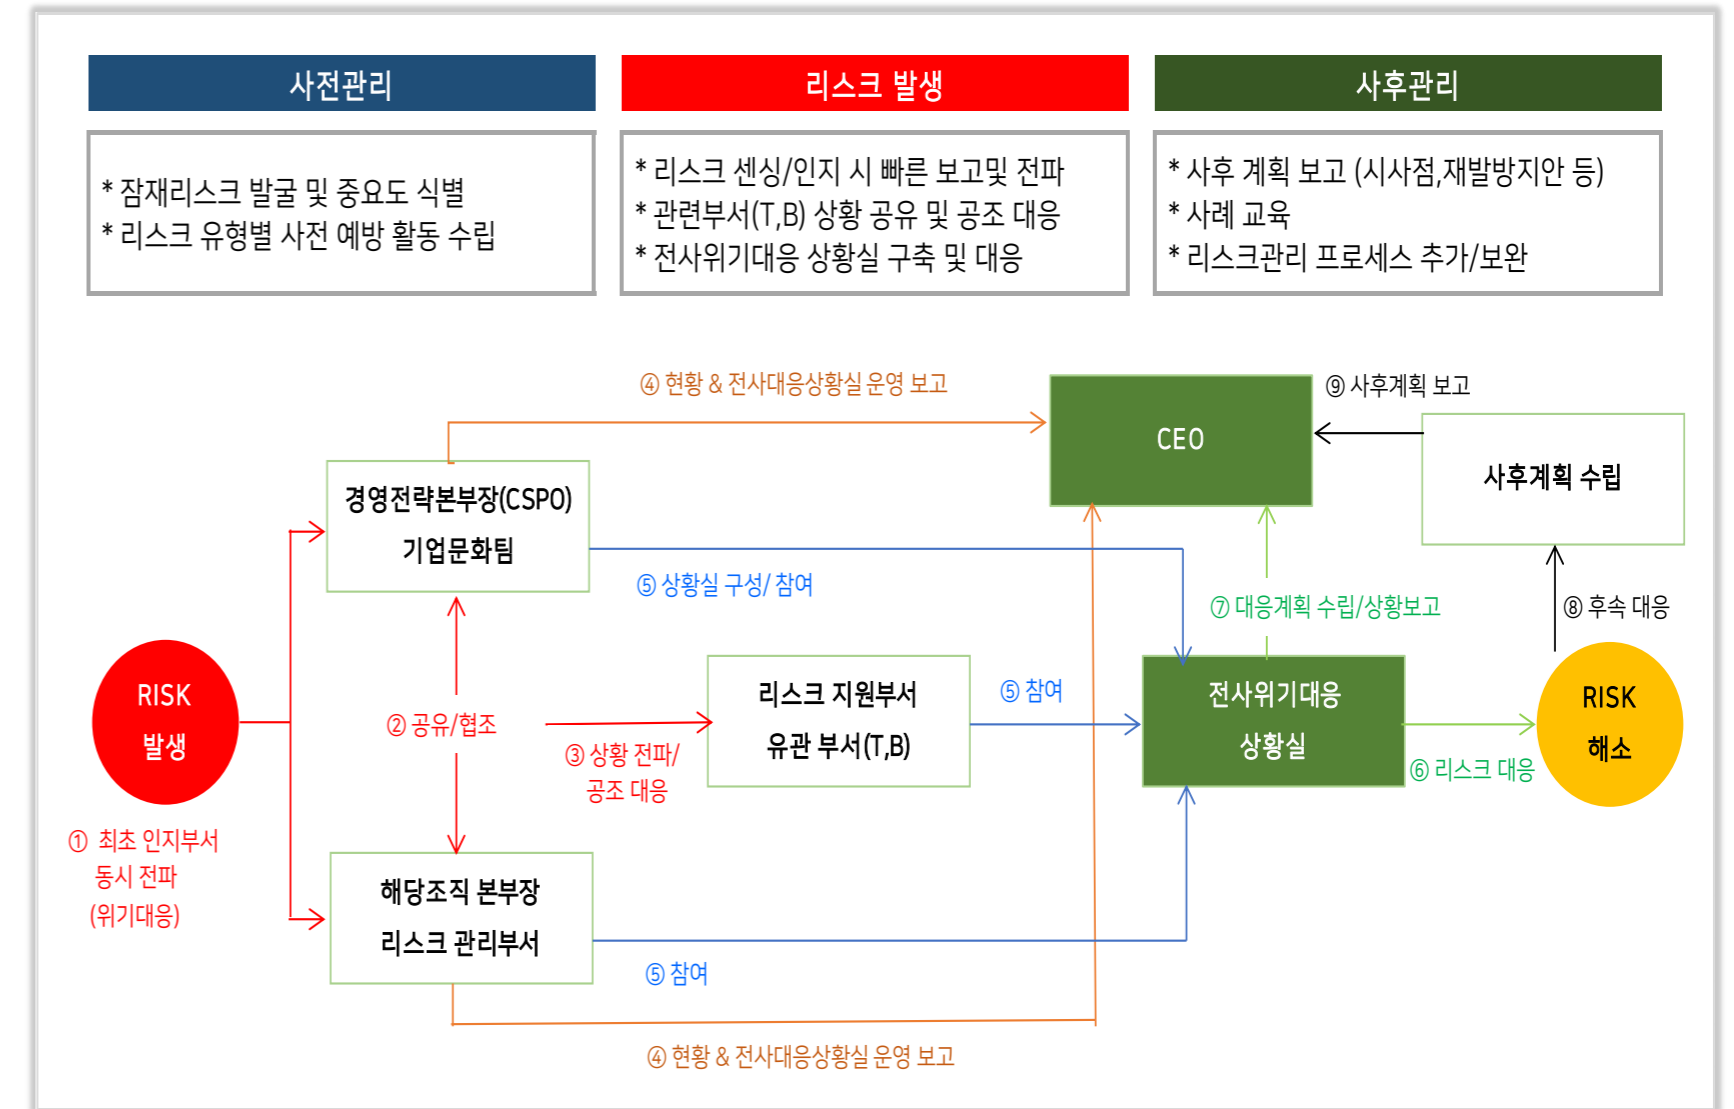 사전관리
* 잠재리스크 발굴 및 중요도 식별
* 리스크 유형별 사전 예방 활동 수립
리스크 발생
* 리스크 센싱/인지 시 빠른 보고및 전파
* 관련부서(T,B) 상황 공유 및 공조 대응
* 전사위기대응 상황실 구축 및 대응
사후관리
* 사후 계획 보고 (시사점,재발방지안 등)
* 사례 교육
* 리스크관리 프로세스 추가/보완
④ 현황 & 전사대응상황실 운영 보고
CEO
⑨ 사후계획 보고
사후계획 수립
경영전략본부장(CSPO)
기업문화팀
⑤ 상황실 구성/ 참여
⑦ 대응계획 수립/상황보고
⑧ 후속 대응
RISK
발생
② 공유/협조
③ 상황 전파/
공조 대응
리스크 지원부서
유관 부서(T,B)
⑤ 참여
전사위기대응
상황실
⑥ 리스크 대응
RISK
해소
① 최초 인지부서
동시 전파
(위기대응)
해당조직 본부장
리스크 관리부서
⑤ 참여
④ 현황 & 전사대응상황실 운영 보고